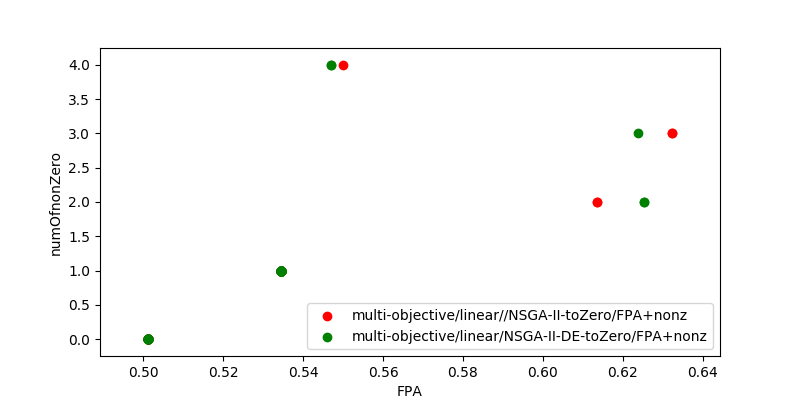 4.0
3.5
3.0
2.5
2.0
1.5
1.0
0.5
0.0
numOfnonZero
multi-objective/linear//NSGA-II-toZero/FPA+nonz
multi-objective/linear/NSGA-II-DE-toZero/FPA+nonz
0.50 0.52 0.54 0.56 0.58 0.60 0.62 0.64
FPA